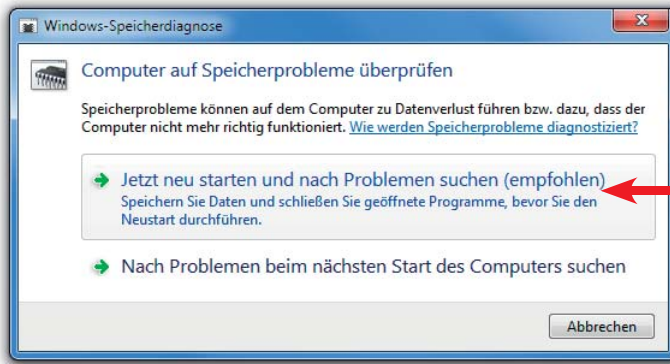 Windows-Speicherdiagnose
Computer auf Speicherprobleme überprüfen
Speicherprobleme können auf dem Computer zu Datenverlust führen bzw. dazu, dass der
Computer nicht mehr richtig funktioniert. Wie werden Speicherprobleme diagnostiziert?
Jetzt neu starten und nach Problemen suchen (empfohlen)
Speichern Sie Daten und schließen Sie geöffnete Programme, bevor Sie den
Neustart durchführen.
Nach Problemen beim nächsten Start des Computers suchen
Abbrechen